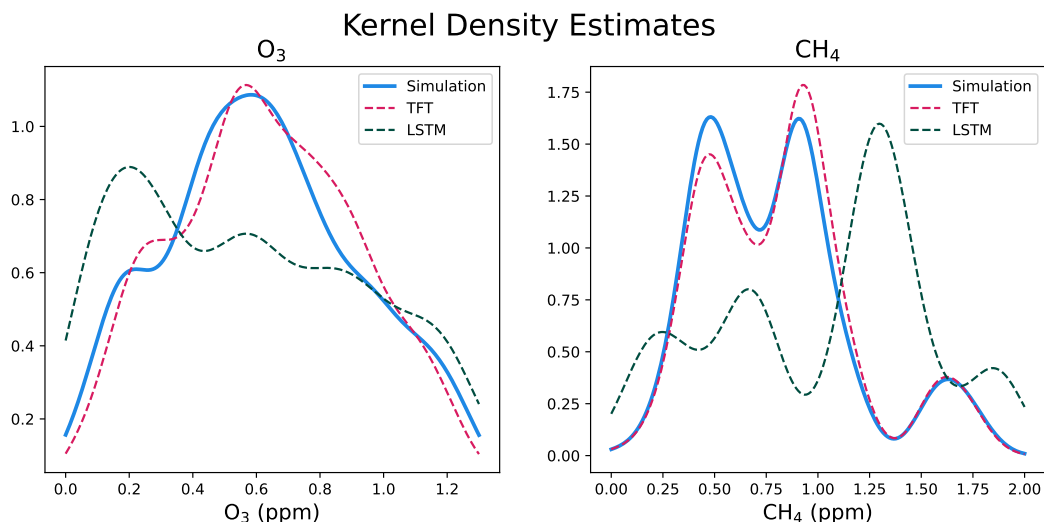 Kernel Density Estimates
O₃
Simulation
TFT
LSTM
1.0
0.8
0.6
0.4
0.2
0.0 0.2 0.4 0.6 0.8 1.0 1.2
O₃ (ppm)
CH₄
Simulation
TFT
LSTM
1.75
1.50
1.25
1.00
0.75
0.50
0.25
0.00
0.00 0.25 0.50 0.75 1.00 1.25 1.50 1.75 2.00
CH₄ (ppm)